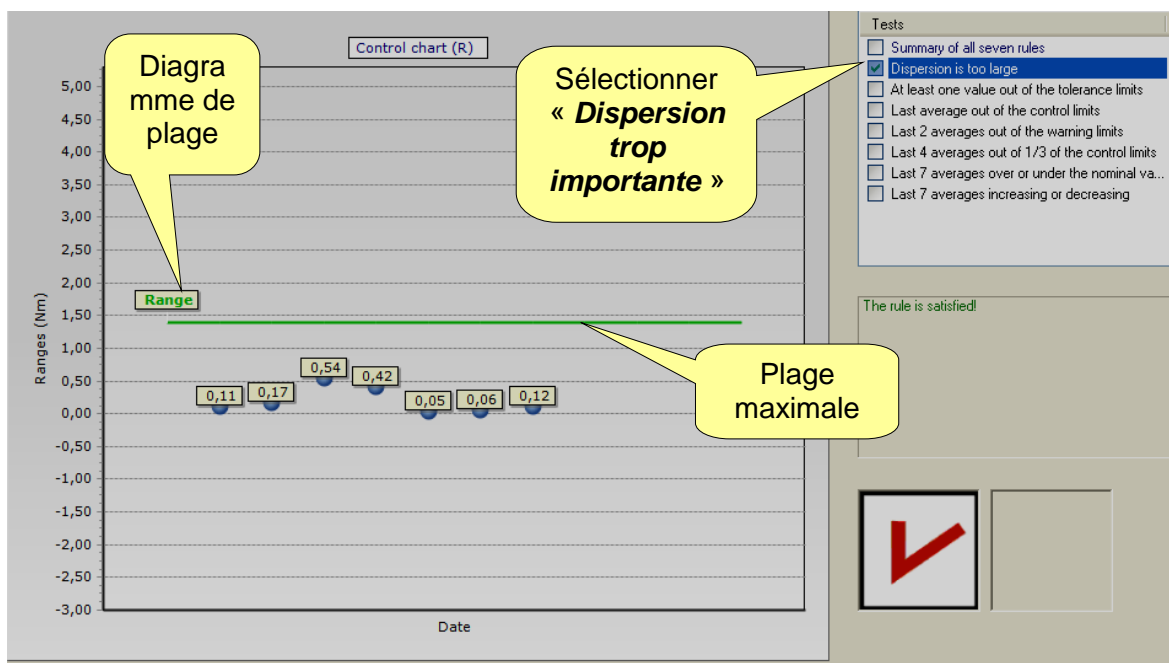 Control chart (R)
Diagra
mme de
plage
Sélectionner
« Dispersion
trop
importante »
Tests
Summary of all seven rules
Dispersion is too large
At least one value out of the tolerance limits
Last average out of the control limits
Last 2 averages out of the warning limits
Last 4 averages out of 1/3 of the control limits
Last 7 averages over or under the nominal va...
Last 7 averages increasing or decreasing
The rule is satisfied!
Ranges (Nm)
5,00
4,50
4,00
3,50
3,00
2,50
2,00
1,50
1,00
0,50
0,00
-0,50
-1,00
-1,50
-2,00
-2,50
-3,00
Range
0,11
0,17
0,54
0,42
0,05
0,06
0,12
Plage
maximale
Date